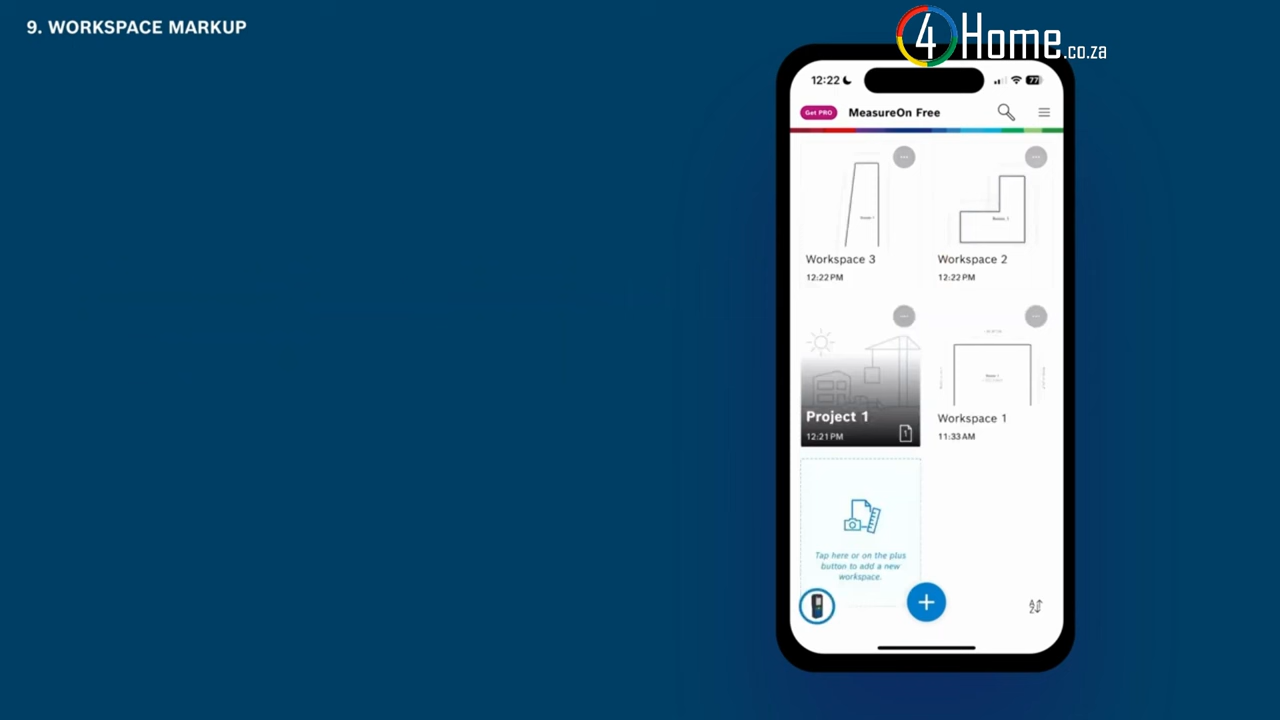 9. WORKSPACE MARKUP
4Home.co.za
12:22
77
Get PRO
MeasureOn Free
Workspace 3
12:22 PM
Workspace 2
12:22 PM
Project 1
12:21 PM
1
Workspace 1
11:33 AM
Tap here or on the plus
button to add a new
workspace.